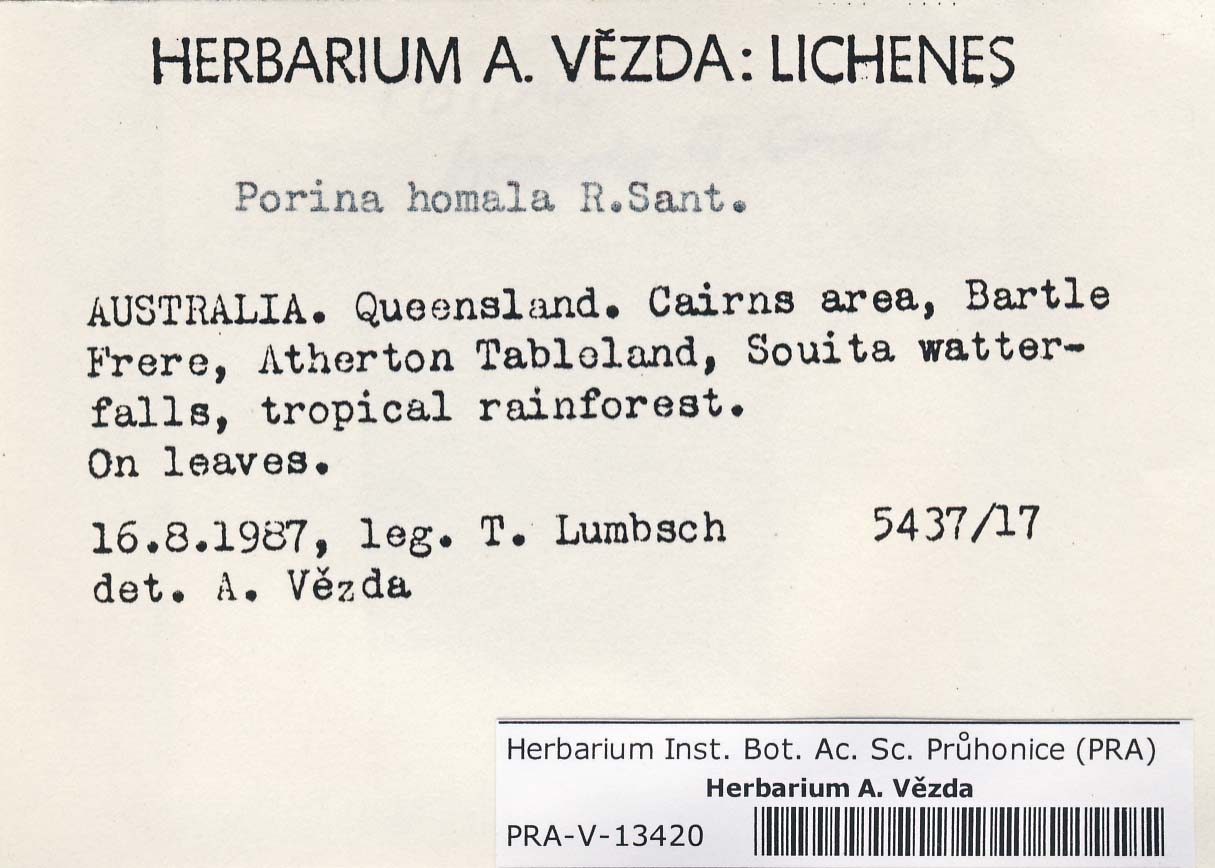 HERBARIUM A. VĚZDA: LICHENES
Porina homala R.Sant.
AUSTRALIA. Queensland. Cairns area, Bartle
Frere, Atherton Tableland, Souita watter-
falls, tropical rainforest.
On leaves.
16.8.1987, leg. T. Lumbsch 5437/17
det. A. Vězda
Herbarium Inst. Bot. Ac. Sc. Průhonice (PRA)
Herbarium A. Vězda
PRA-V-13420